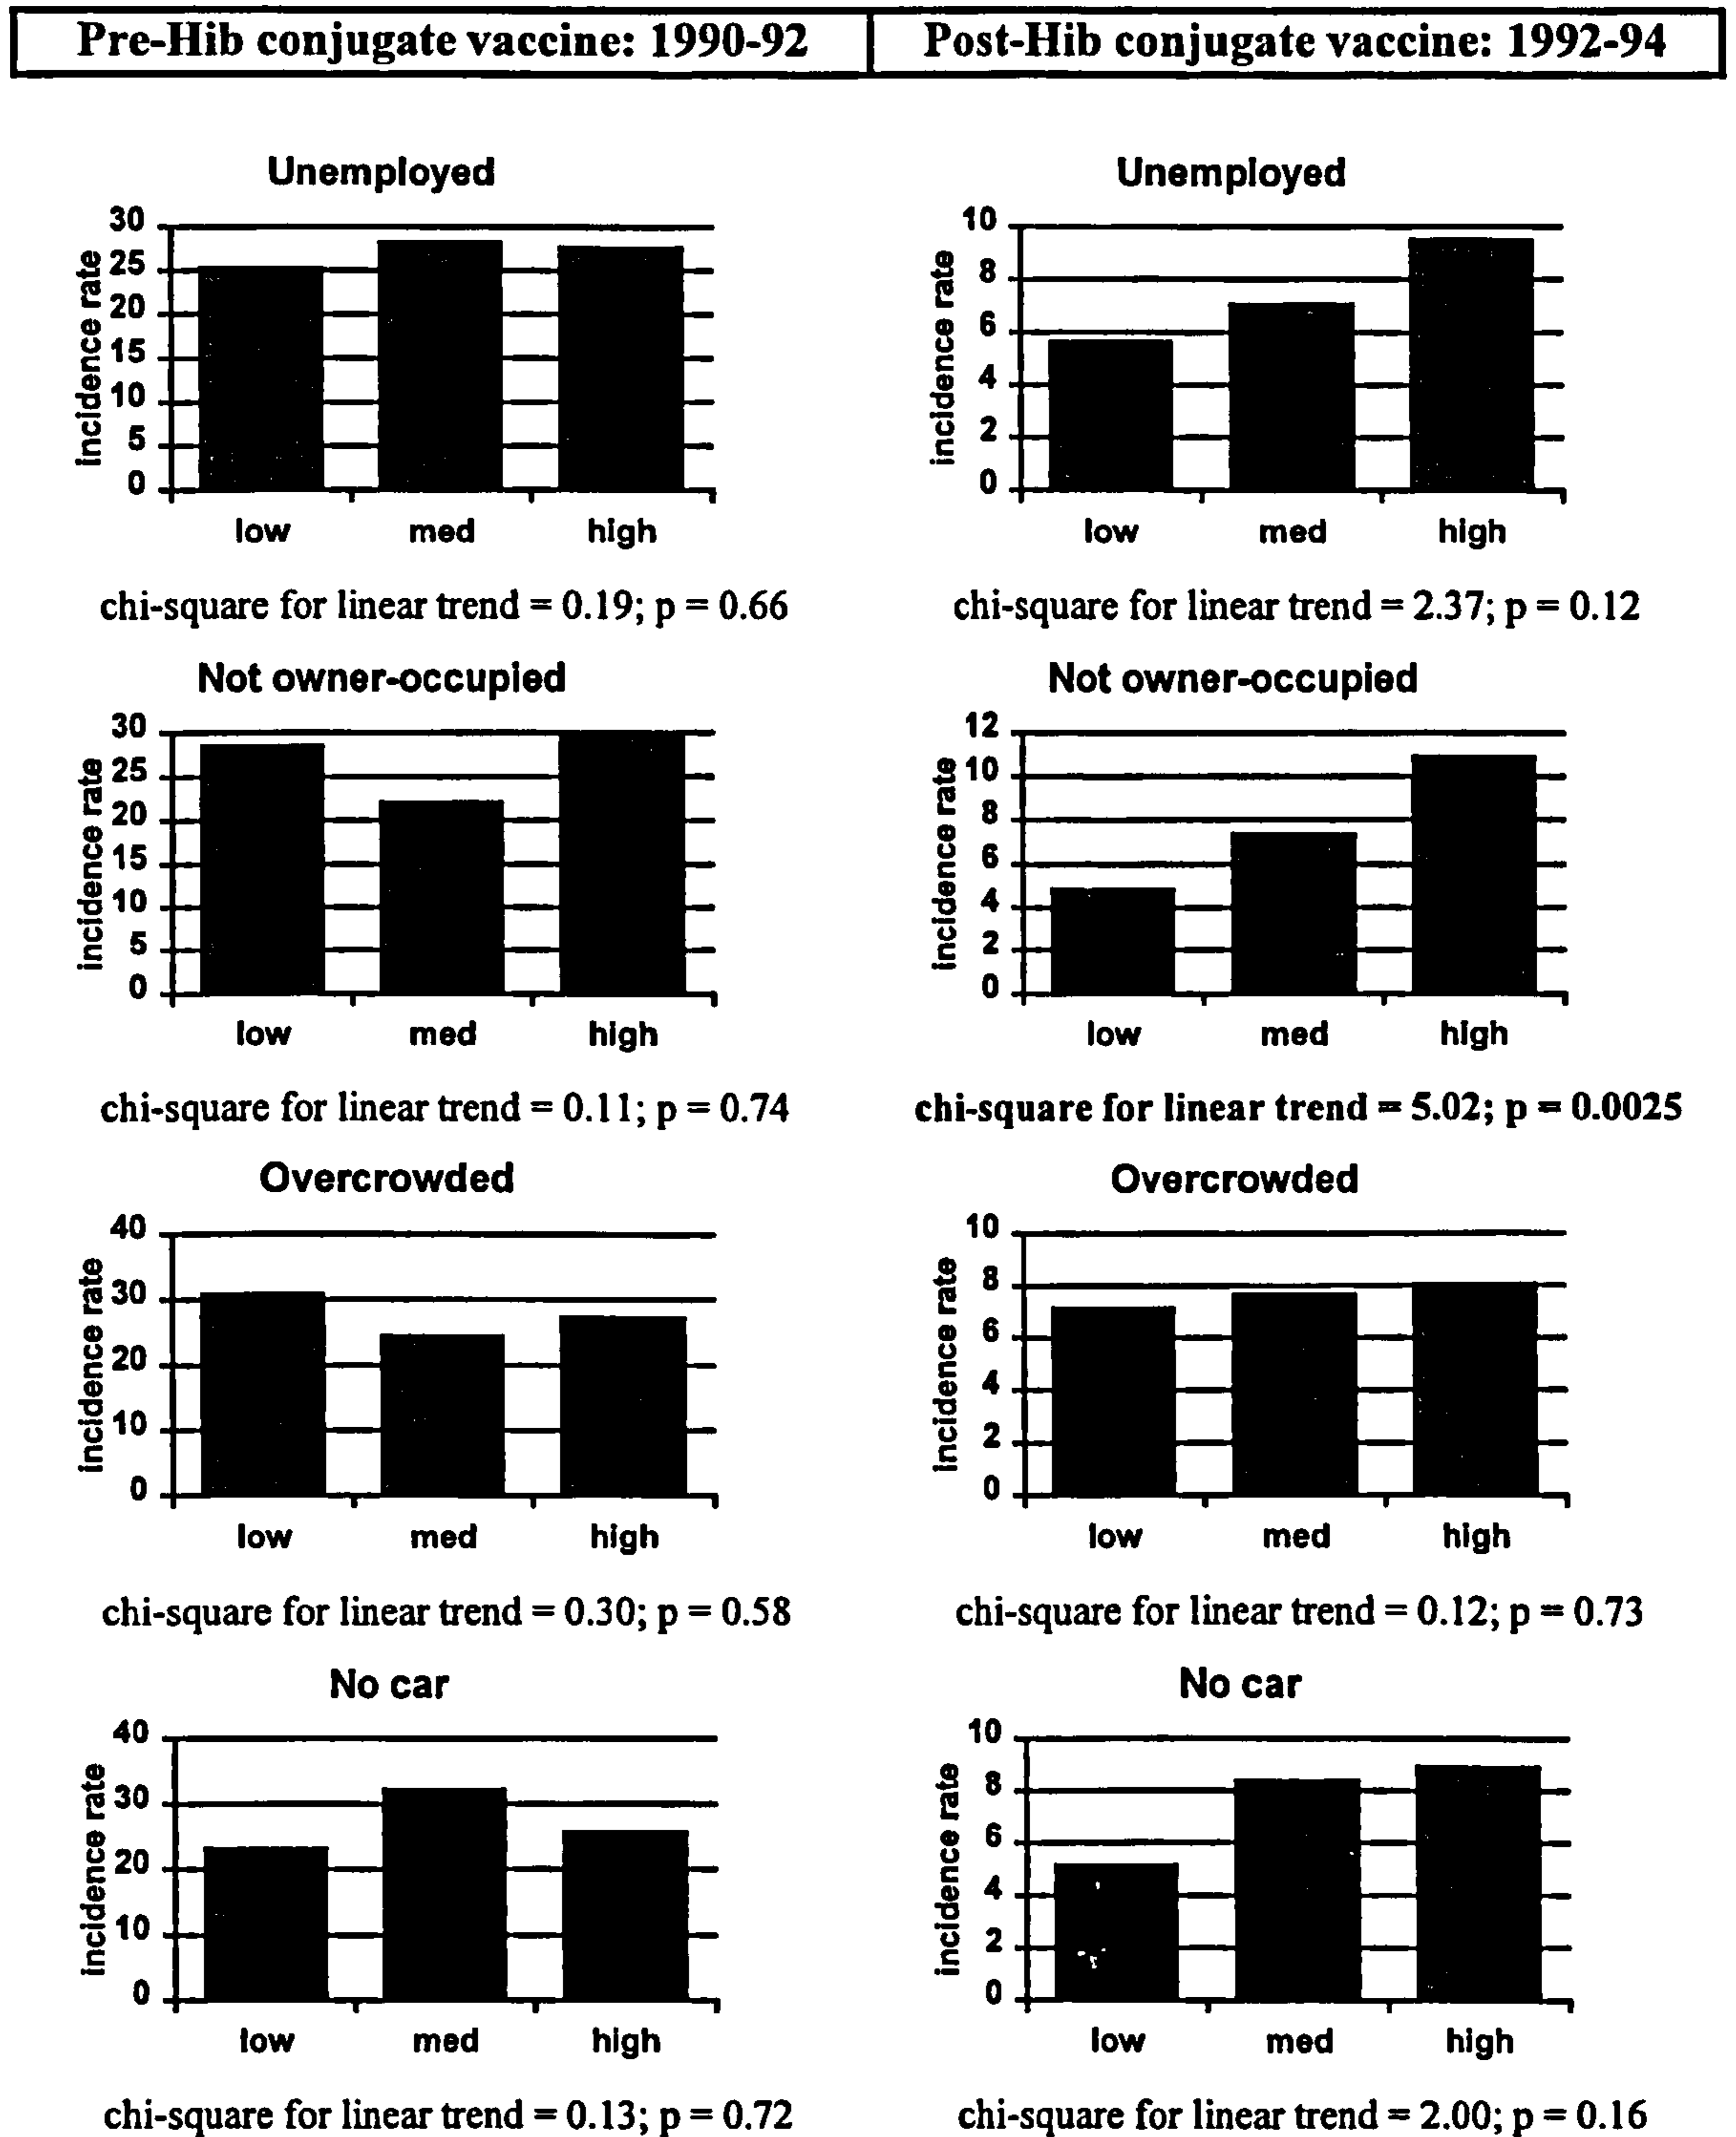 Pre-Hib conjugate vaccine: 1990-92
Post-Hib conjugate vaccine: 1992-94
Unemployed
30
25
20
15
10
5
0
incidence rate
low med high
chi-square for linear trend = 0.19; p = 0.66
Unemployed
10
8
6
4
2
0
incidence rate
low med high
chi-square for linear trend = 2.37; p = 0.12
Not owner-occupied
30
25
20
15
10
5
0
incidence rate
low med high
chi-square for linear trend = 0.11; p = 0.74
Not owner-occupied
12
10
8
6
4
2
0
incidence rate
low med high
chi-square for linear trend = 5.02; p = 0.0025
Overcrowded
40
30
20
10
0
incidence rate
low med high
chi-square for linear trend = 0.30; p = 0.58
Overcrowded
10
8
6
4
2
0
incidence rate
low med high
chi-square for linear trend = 0.12; p = 0.73
No car
40
30
20
10
0
incidence rate
low med high
chi-square for linear trend = 0.13; p = 0.72
No car
10
8
6
4
2
0
incidence rate
low med high
chi-square for linear trend = 2.00; p = 0.16